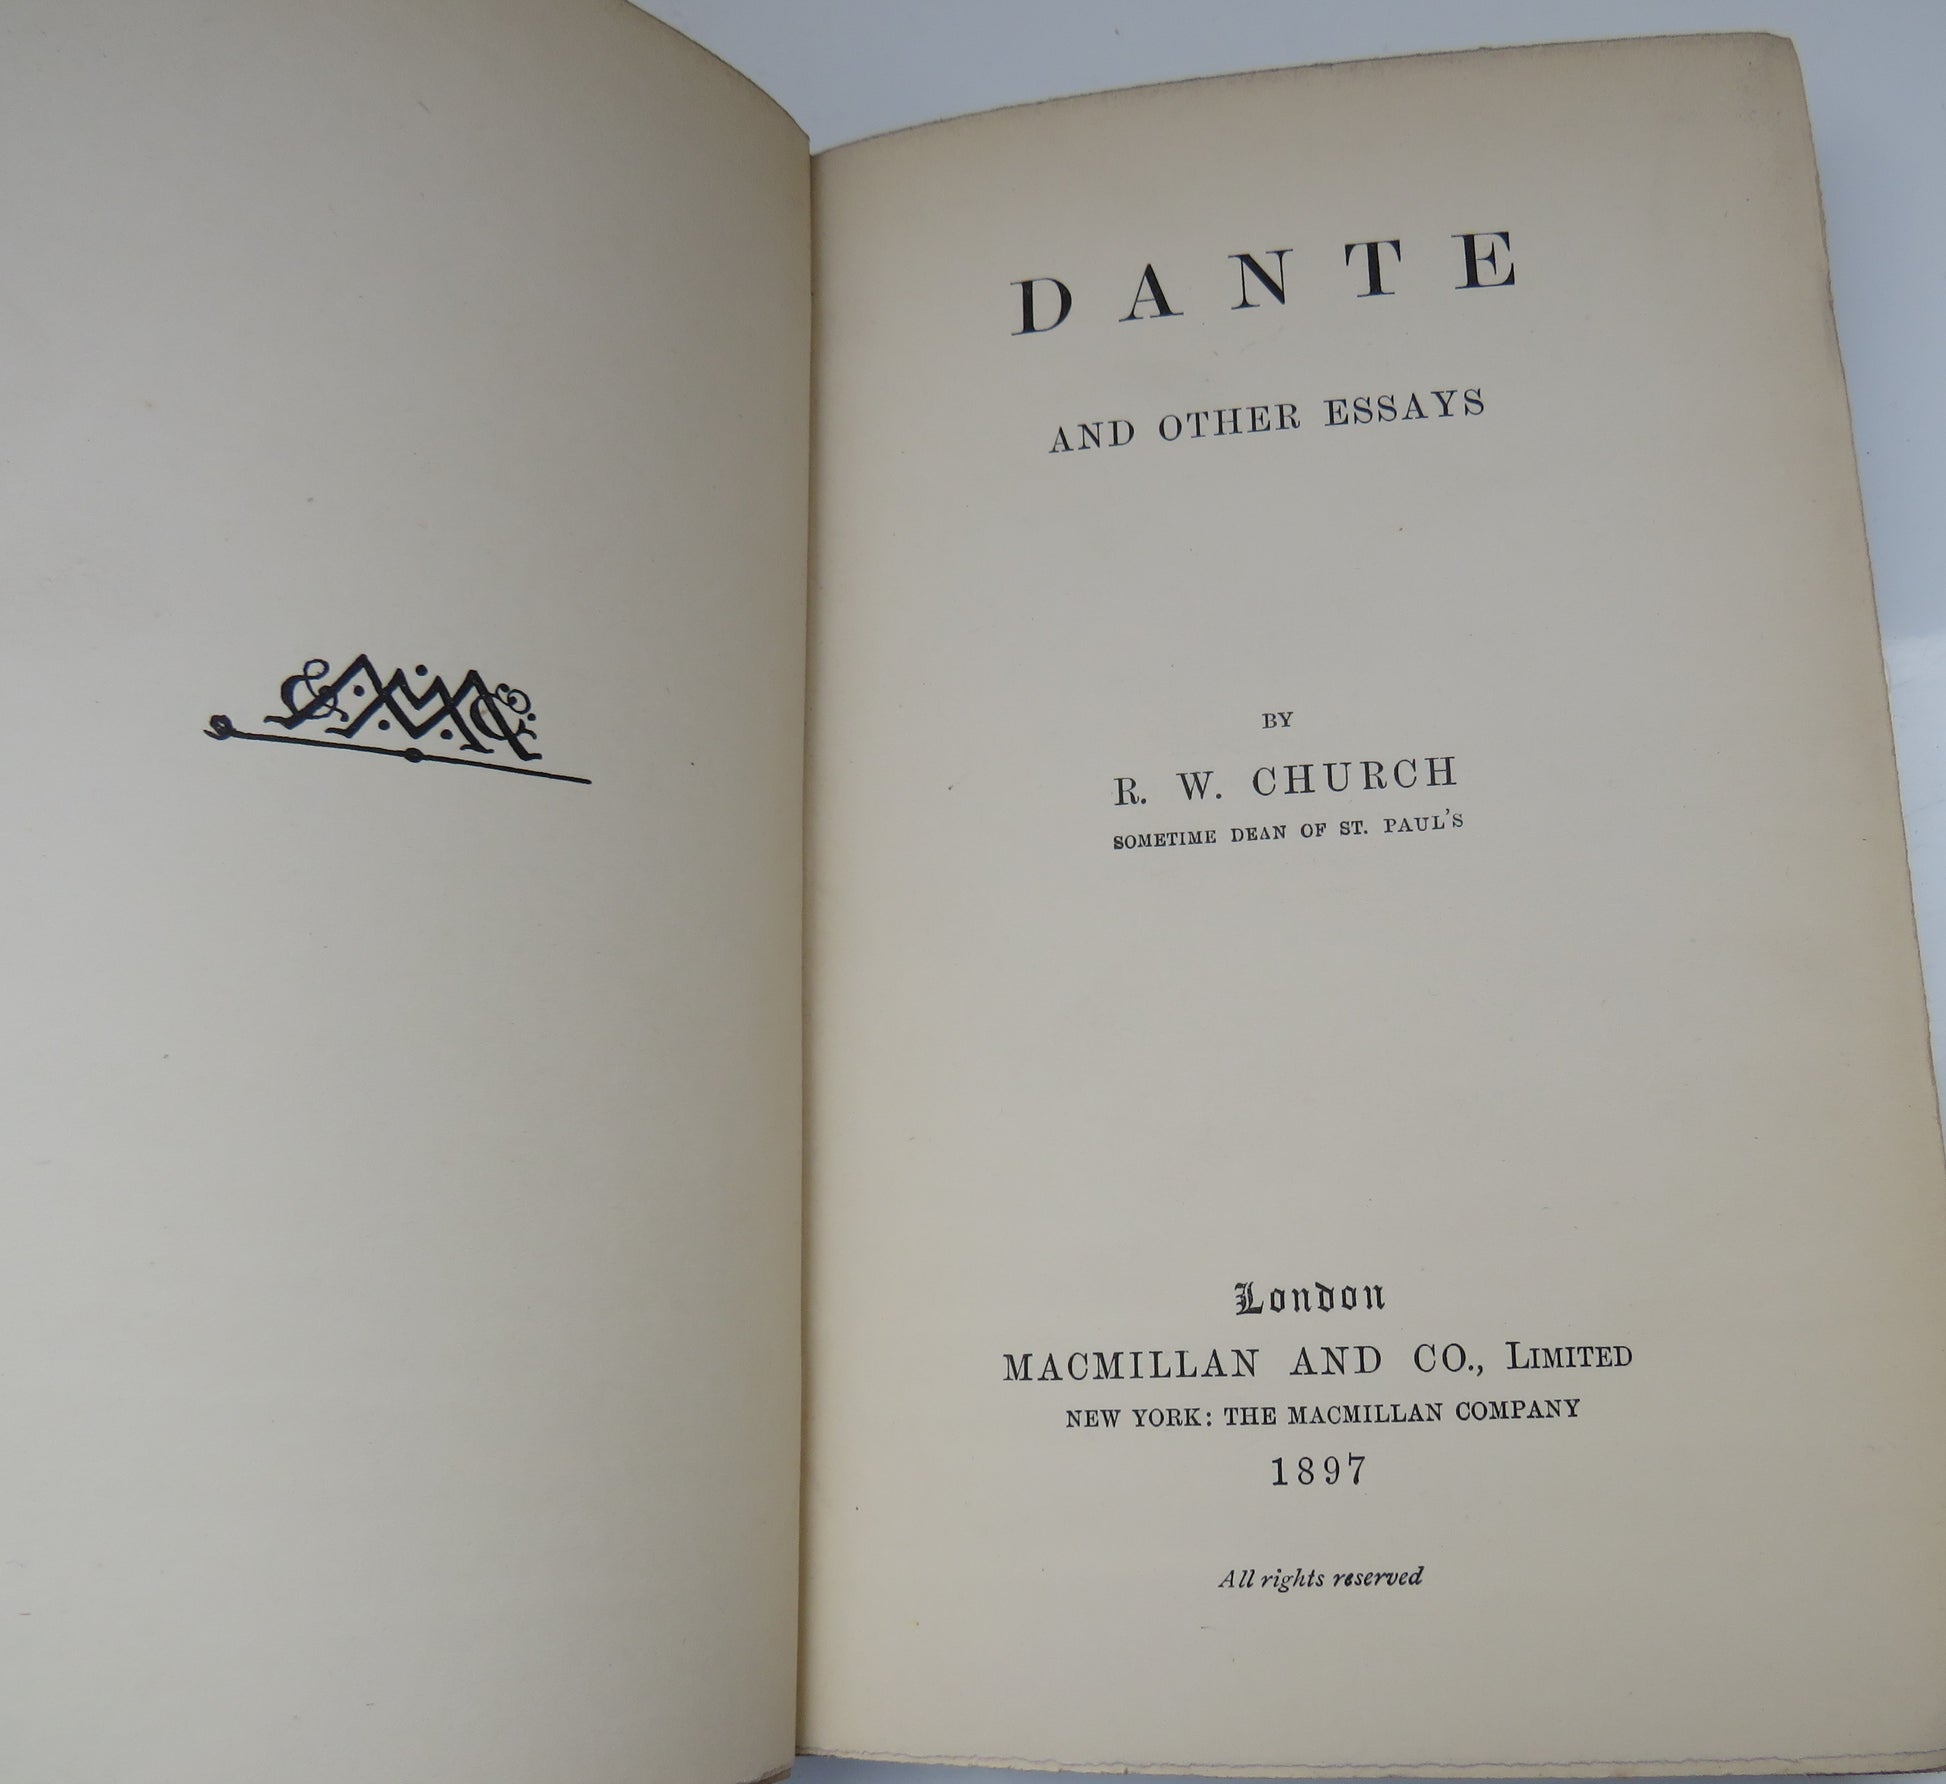 DANTE
AND OTHER ESSAYS
BY
R. W. CHURCH
SOMETIME DEAN OF ST. PAUL'S
London
MACMILLAN AND CO., LIMITED
NEW YORK: THE MACMILLAN COMPANY
1897
All rights reserved